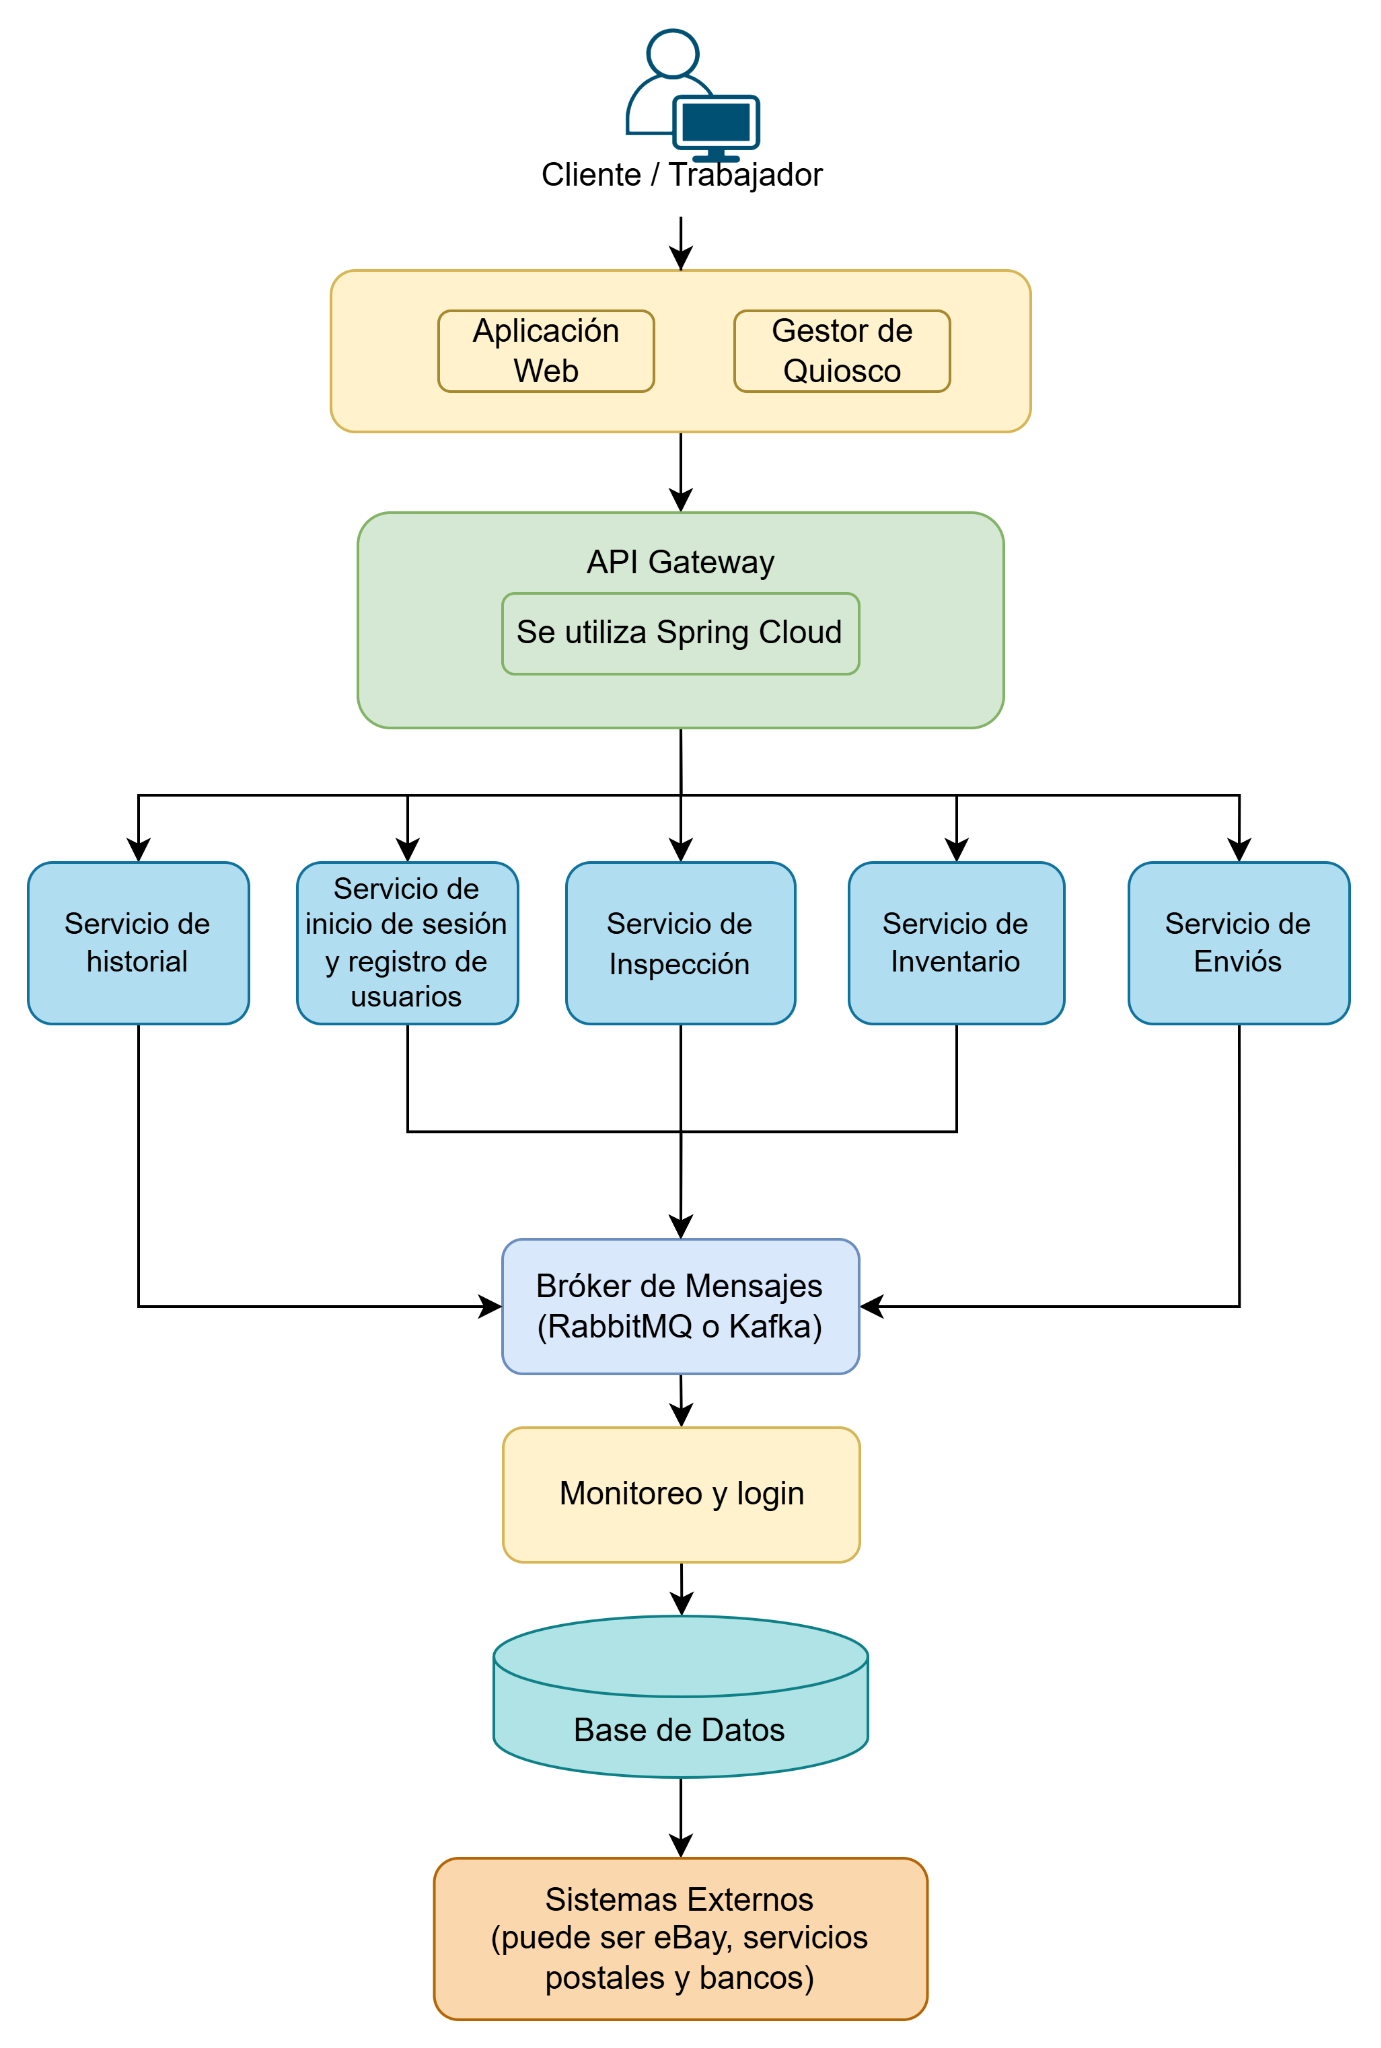 Cliente / Trabajador
Aplicación
Web
Gestor de
Quiosco
API Gateway
Se utiliza Spring Cloud
Servicio de
historial
Servicio de
inicio de sesión
y registro de
usuarios
Servicio de
Inspección
Servicio de
Inventario
Servicio de
Enviós
Bróker de Mensajes
(RabbitMQ o Kafka)
Monitoreo y login
Base de Datos
Sistemas Externos
(puede ser eBay, servicios
postales y bancos)